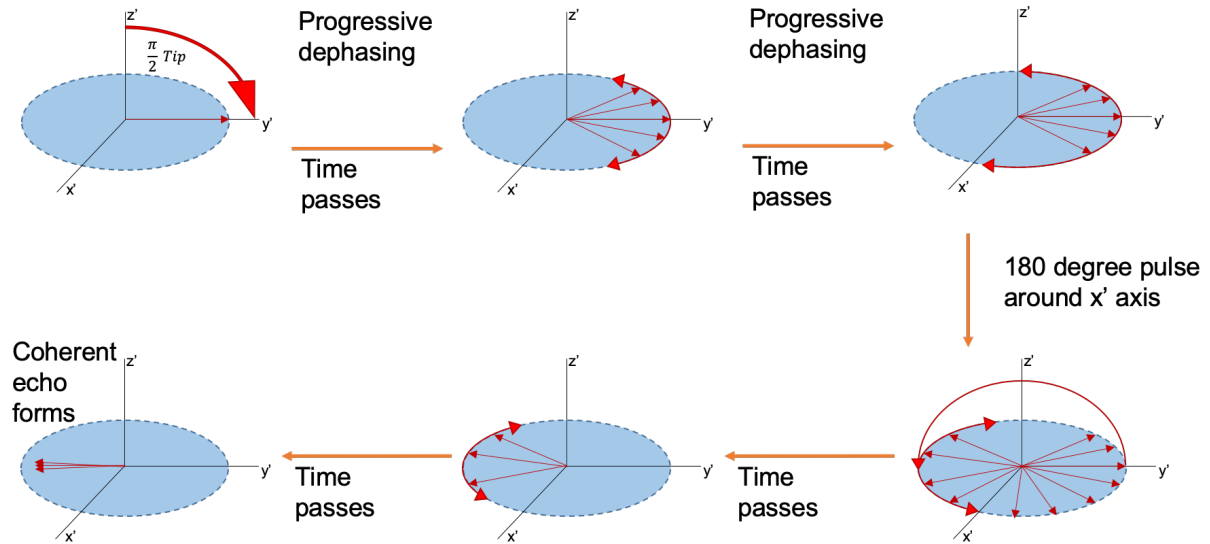 z'
π/2 Tip
y'
x'
Progressive
dephasing
Time
passes
z'
y'
x'
Progressive
dephasing
Time
passes
z'
y'
x'
180 degree pulse
around x' axis
Coherent
echo
forms
z'
y'
x'
Time
passes
z'
y'
x'
Time
passes
z'
y'
x'